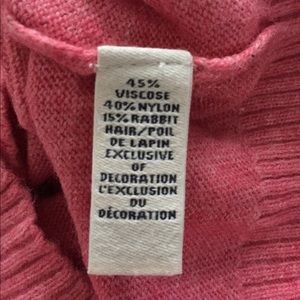 45%
VISCOSE
40% NYLON
15% RABBIT
HAIR/POIL
DE LAPIN
EXCLUSIVE
OF
DECORATION
L'EXCLUSION
DU
DÉCORATION